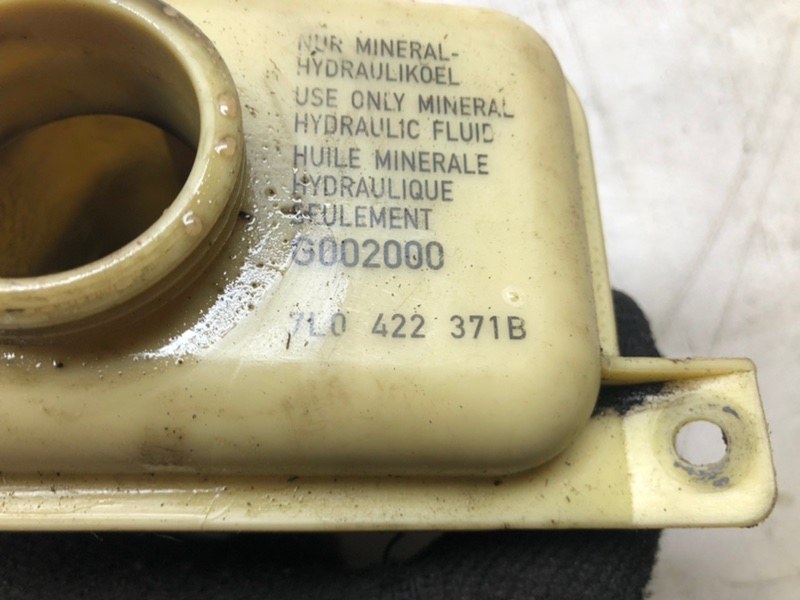 NUR MINERAL-
HYDRAULIKOEL
USE ONLY MINERAL
HYDRAULIC FLUID
HUILE MINERALE
HYDRAULIQUE
SEULEMENT
G002000
7L0 422 371B